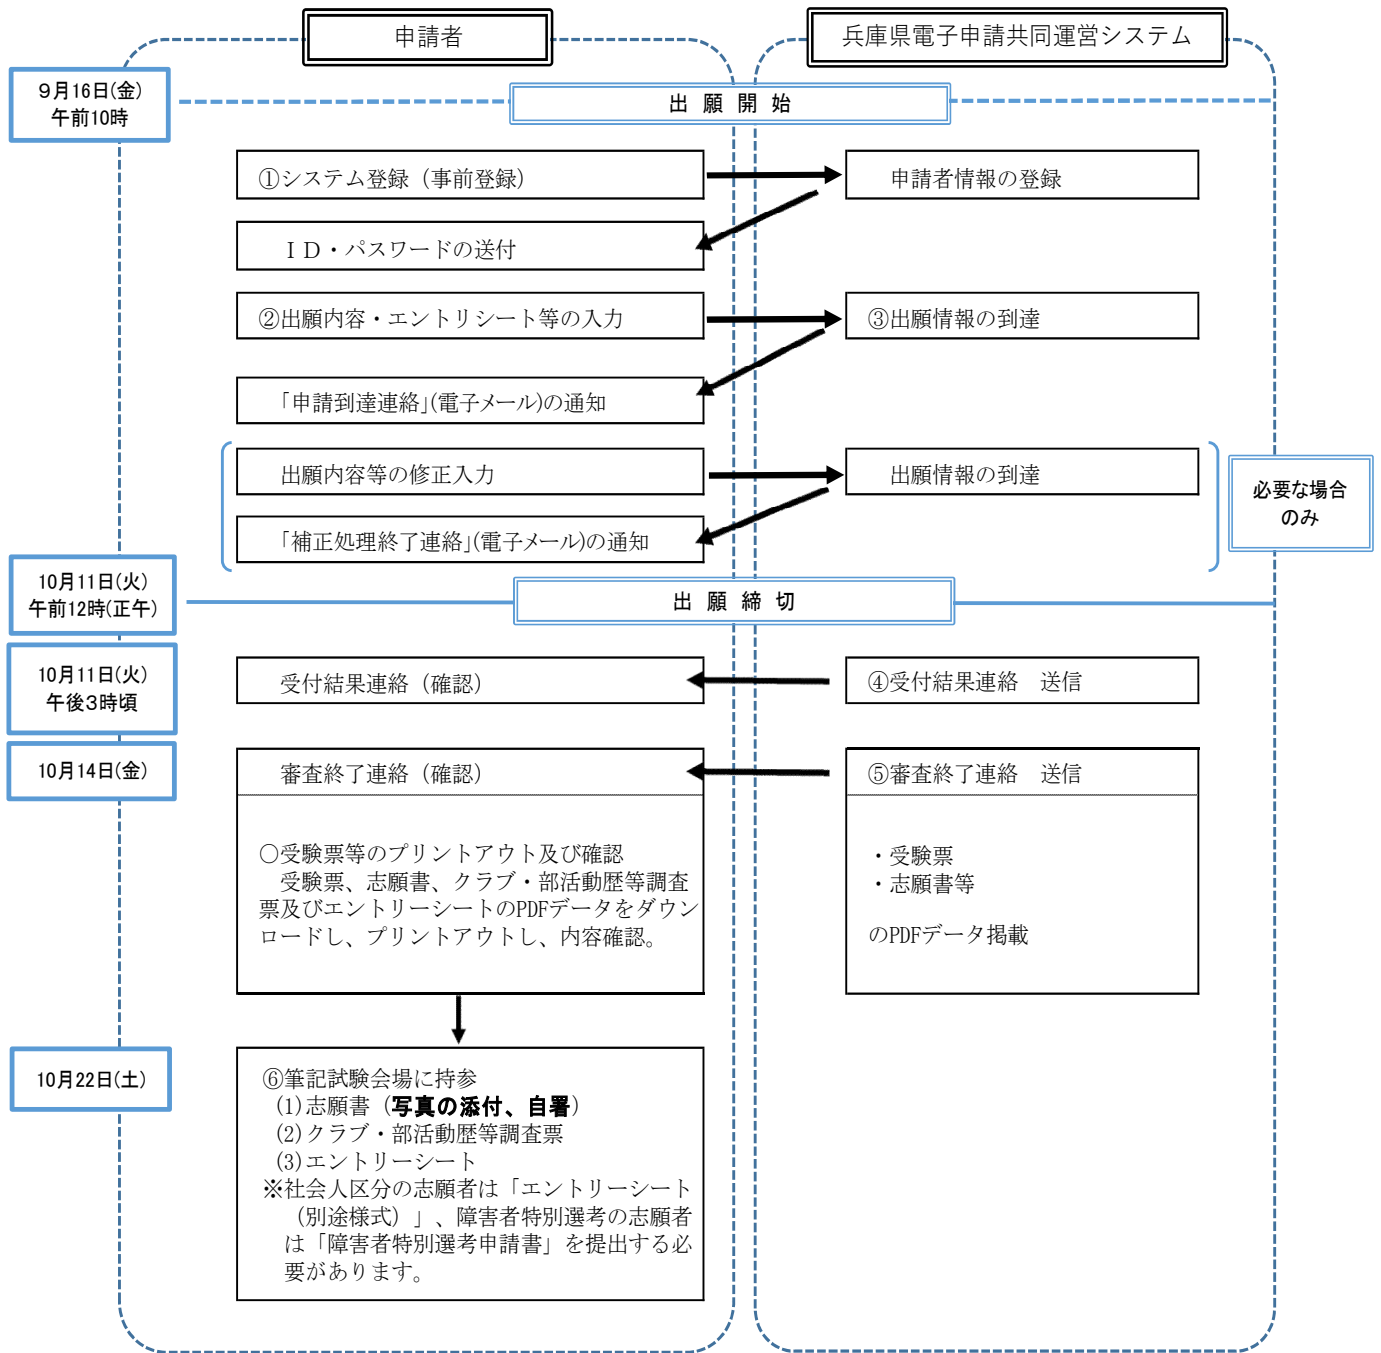 申請者
兵庫県電子申請共同運営システム
９月16日(金)
午前10時
出 願 開 始
①システム登録（事前登録）
申請者情報の登録
ＩＤ・パスワードの送付
②出願内容・エントリシート等の入力
③出願情報の到達
「申請到達連絡」(電子メール)の通知
出願内容等の修正入力
出願情報の到達
必要な場合
のみ
「補正処理終了連絡」(電子メール)の通知
10月11日(火)
午前12時(正午)
出 願 締 切
10月11日(火)
午後３時頃
受付結果連絡（確認）
④受付結果連絡　送信
10月14日(金)
審査終了連絡（確認）
⑤審査終了連絡　送信
○受験票等のプリントアウト及び確認
受験票、志願書、クラブ・部活動歴等調査
票及びエントリーシートのPDFデータをダウン
ロードし、プリントアウトし、内容確認。
・受験票
・志願書等
のPDFデータ掲載
10月22日(土)
⑥筆記試験会場に持参
(1)志願書（写真の添付、自署）
(2)クラブ・部活動歴等調査票
(3)エントリーシート
※社会人区分の志願者は「エントリーシート
（別途様式）」、障害者特別選考の志願者
は「障害者特別選考申請書」を提出する必
要があります。